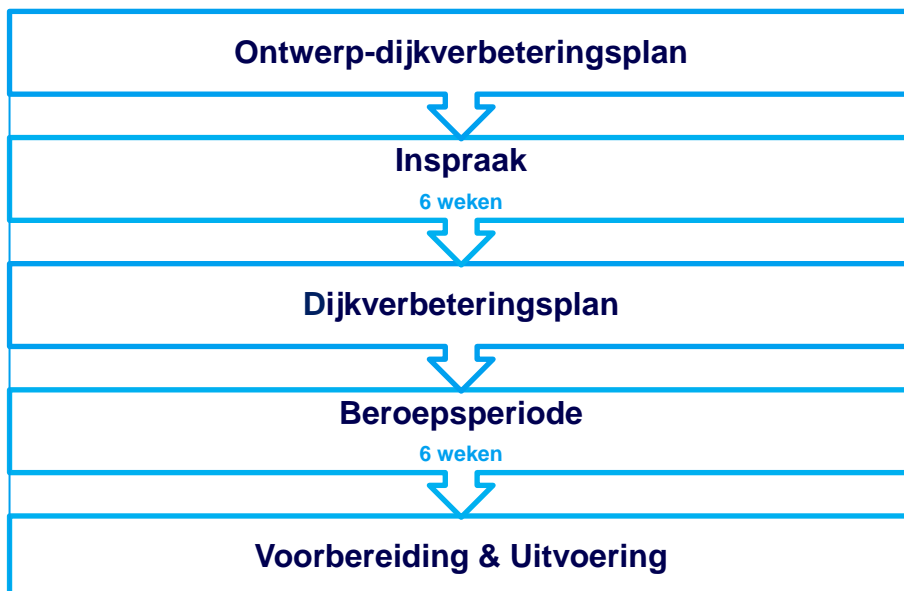 Ontwerp-dijkverbeteringsplan
Inspraak
6 weken
Dijkverbeteringsplan
Beroepsperiode
6 weken
Voorbereiding & Uitvoering